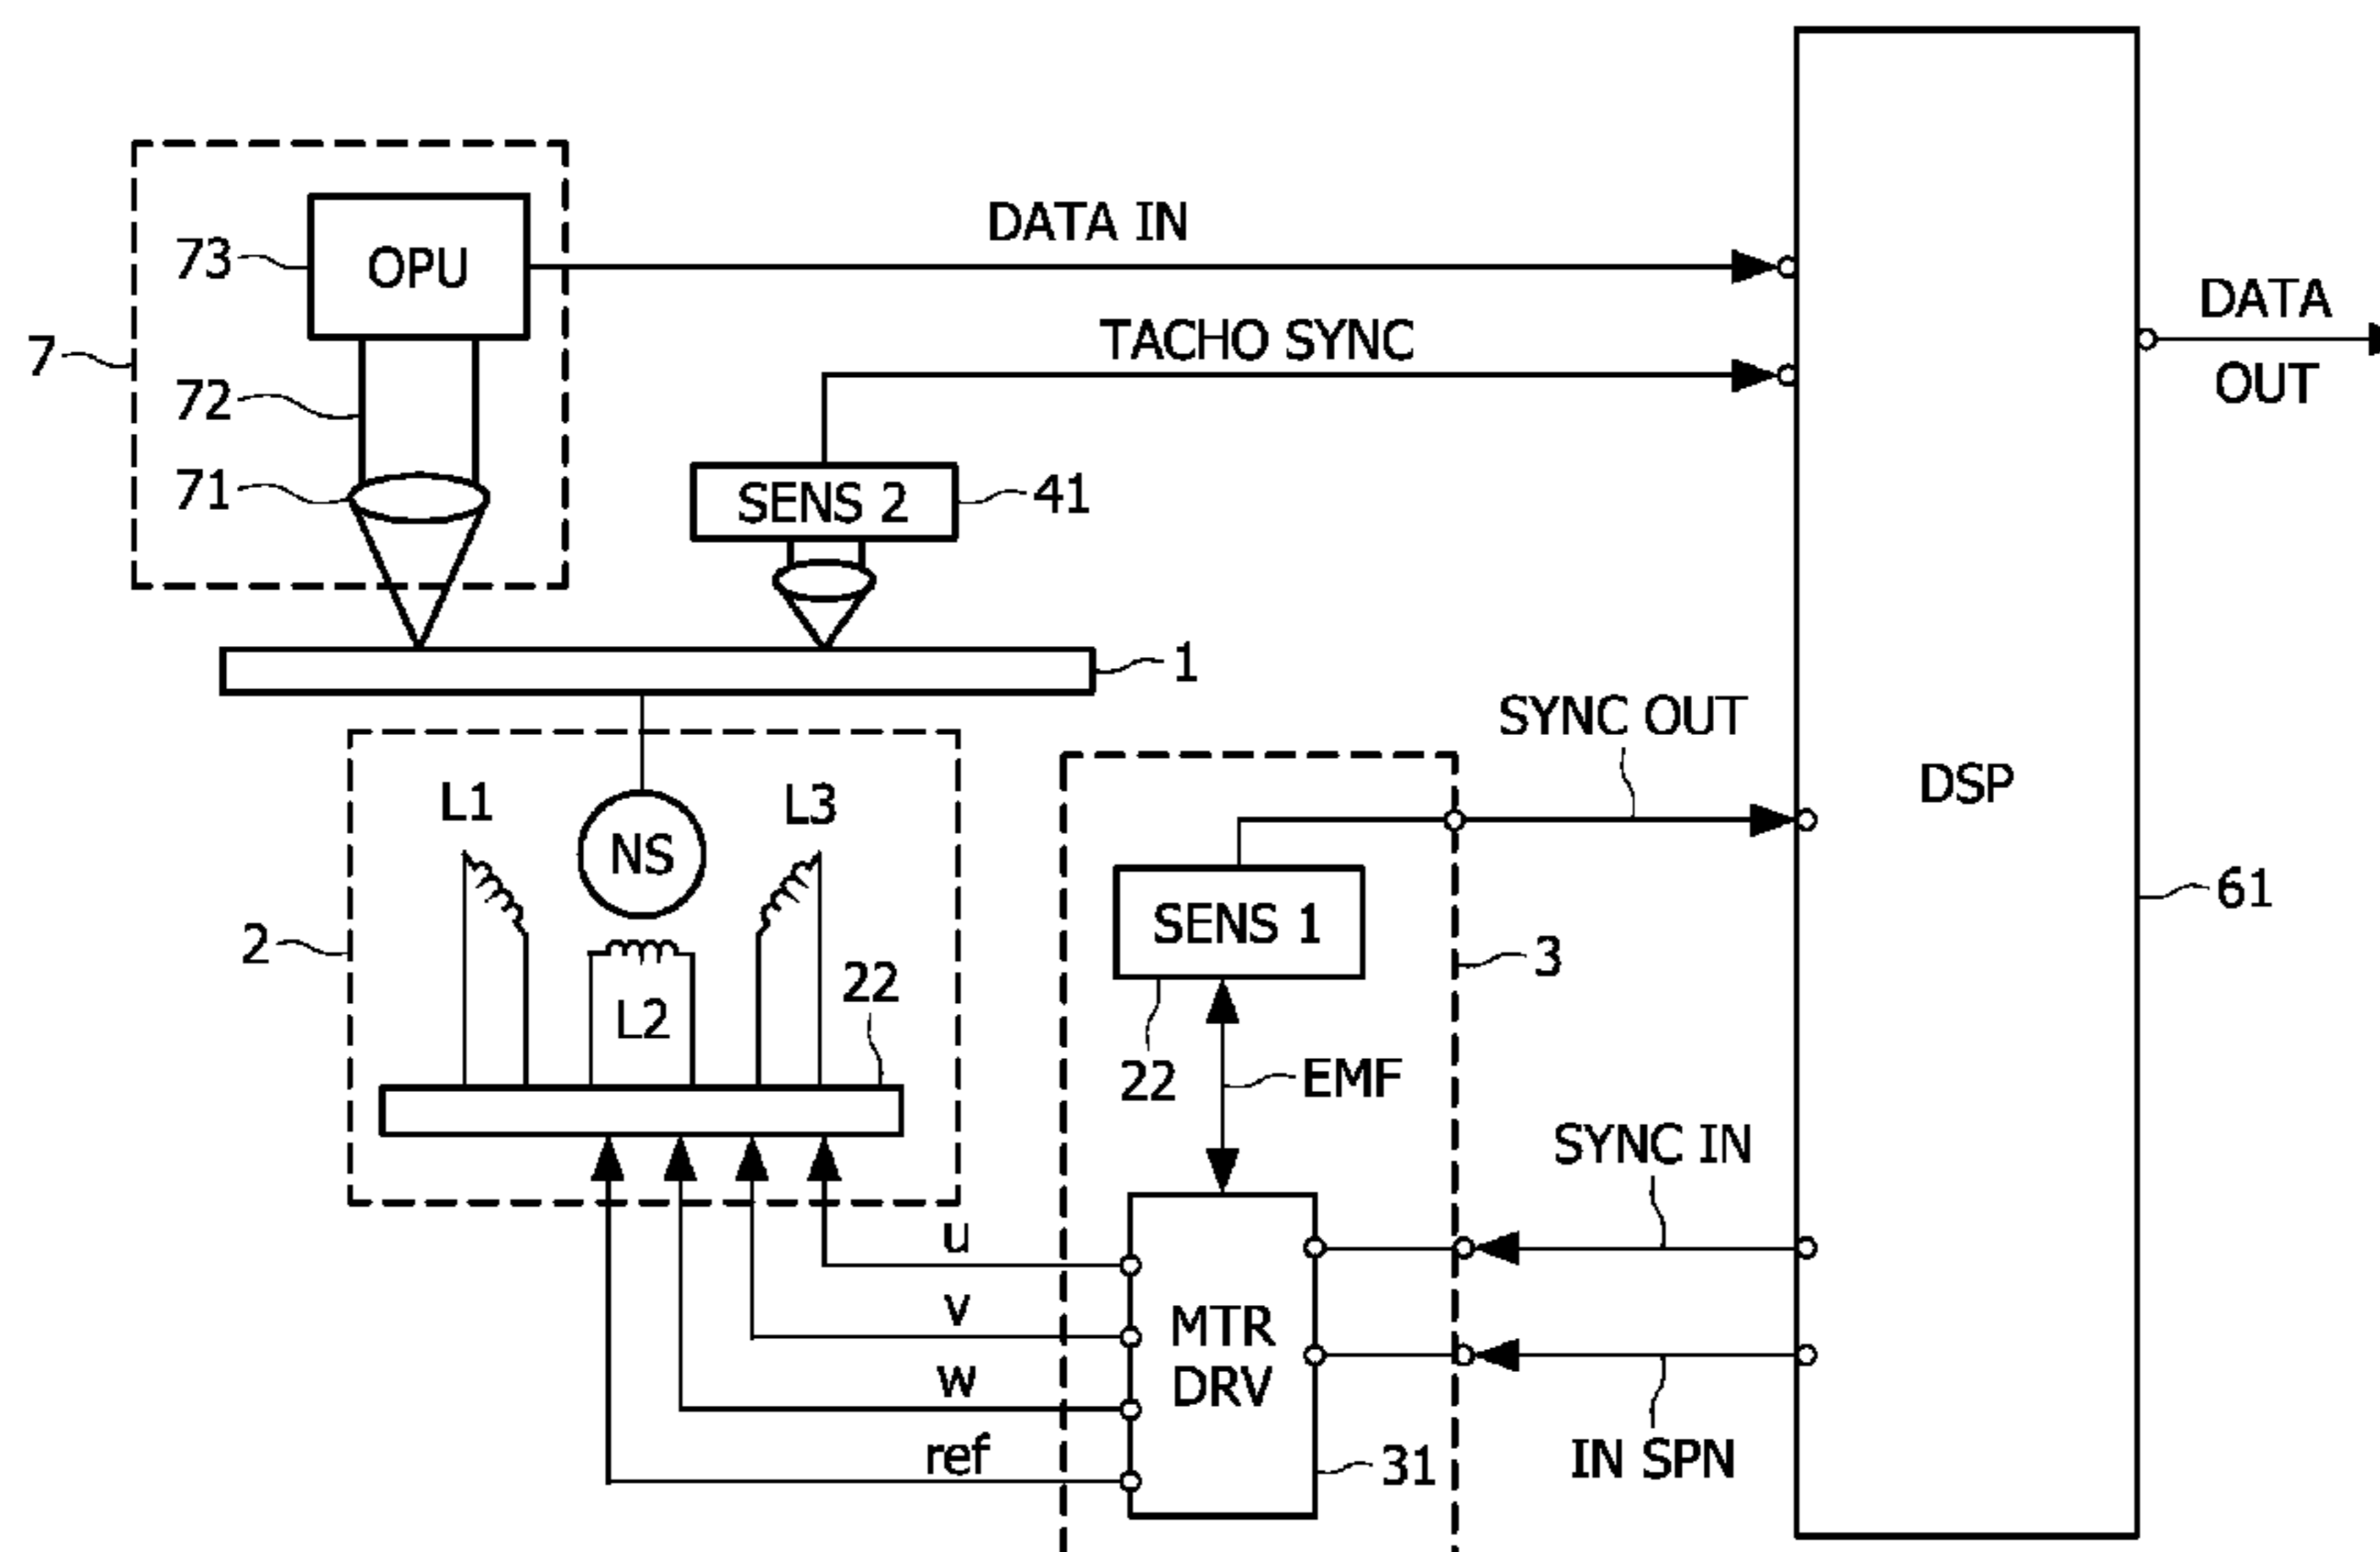 DATA IN
73
OPU
DATA
OUT
7
TACHO SYNC
72
71
SENS 2
41
1
SYNC OUT
DSP
L1
NS
L3
61
2
SENS 1
3
22
L2
22
EMF
SYNC IN
u
v
MTR
DRV
w
ref
31
IN SPN